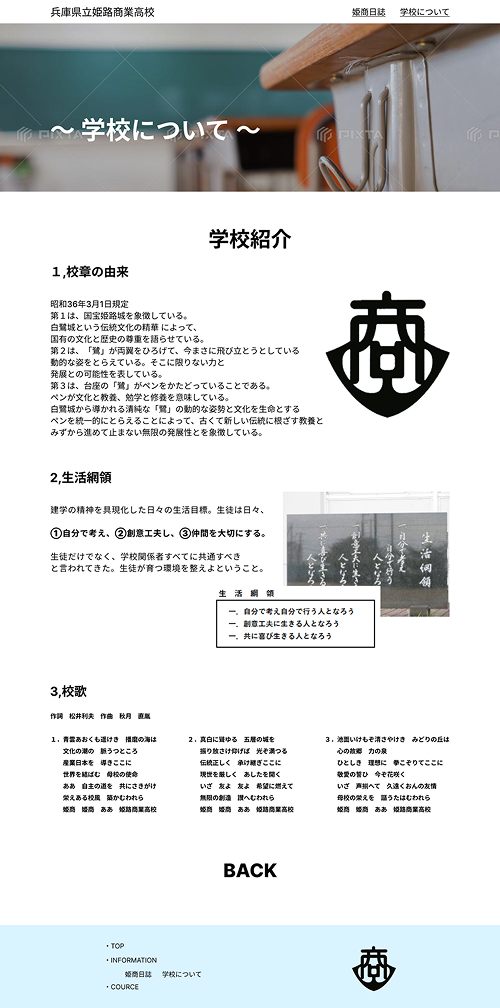 兵庫県立姫路商業高校
姫商日誌 学校について
PIXTA PIXTA PIXTA
〜 学校について 〜
学校紹介
１,校章の由来
昭和36年3月1日規定
第１は、国宝姫路城を象徴している。
白鷺城という伝統文化の精華 によって、
国有の文化と歴史の尊重を語らせている。
第２は、「鷺」が両翼をひろげて、今まさに飛び立とうとしている
動的な姿をとらえている。そこに限りない力と
発展との可能性を表している。
第３は、台座の「鷺」がペンをかたどっていることである。
ペンが文化と教養、勉学と修養を意味している。
白鷺城から導かれる清純な「鷺」の動的な姿勢と文化を生命とする
ペンを統一的にとらえることによって、古くて新しい伝統に根ざす教養と
みずから進めて止まない無限の発展性とを象徴している。
商
2,生活網領
建学の精神を具現化した日々の生活目標。生徒は日々、
①自分で考え、②創意工夫し、③仲間を大切にする。
生徒だけでなく、学校関係者すべてに共通すべき
と言われてきた。生徒が育つ環境を整えよということ。
生活綱領
一自分で考え
自分で行う
人となろ
一創意工夫に生き
人となろ
一共に喜び生きる
人となろ
生 活 綱 領
一．自分で考え自分で行う人となろう
一．創意工夫に生きる人となろう
一．共に喜び生きる人となろう
3,校歌
作詞　松井利夫　作曲　秋月　直胤
１．青雲あおくも遥けき　播磨の海は
文化の潮の　脈うつところ
産業日本を　導きここに
世界を結ばむ　母校の使命
ああ　自主の道を　共にさきがけ
栄えある校風　築かむわれら
姫商　姫商　ああ　姫路商業高校
２．真白に聳ゆる　五層の城を
振り放さけ仰げば　光ぞ満つる
伝統正しく　承け継ぎここに
現世を厳しく　あしたを開く
いざ　友よ　友よ　希望に燃えて
無限の創造　讃へむわれら
姫商　姫商　ああ　姫路商業高校
３．池面いけもぞ清さやけき　みどりの丘は
心の故郷　力の泉
ひとしき　理想に　挙こぞりてここに
敬愛の誓ひ　今ぞ花咲く
いざ　声揃へて　久遠くおんの友情
母校の栄えを　謳うたはむわれら
姫商　姫商　ああ　姫路商業高校
BACK
・TOP
・INFORMATION
姫商日誌 学校について
・COURCE
商